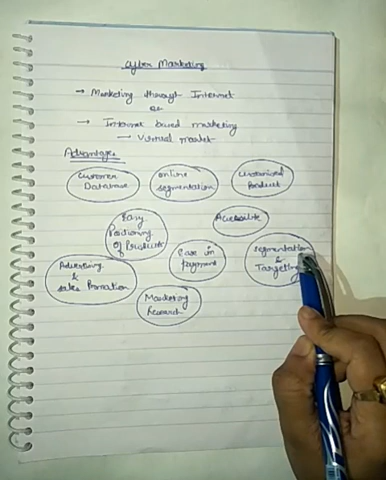 Cyber Marketing
→ Marketing through Internet
or
→ Internet based marketing
→ Virtual market
Advantages
Customer
Database
online
segmentation
Customized
Product
Easy
Positioning
of Products
Accessible
Ease in
payment
Segmentation
&
Targeting
Advertising
&
Sales Promotion
Marketing
Research